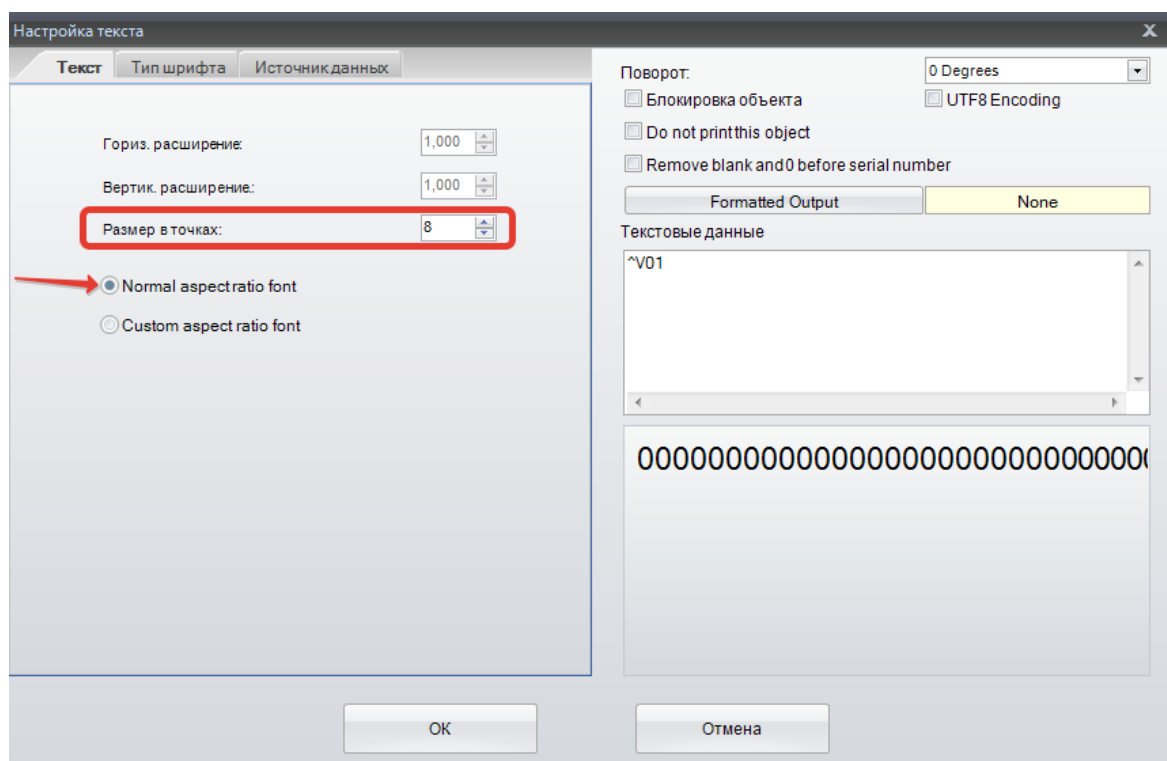 Настройка текста
X
Текст Тип шрифта Источник данных
Гориз. расширение: 1,000
Вертик. расширение.: 1,000
Размер в точках: 8
Normal aspect ratio font
Custom aspect ratio font
Поворот: 0 Degrees
Блокировка объекта UTF8 Encoding
Do not print this object
Remove blank and 0 before serial number
Formatted Output None
Текстовые данные
^V01
000000000000000000000000000000
ОК Отмена